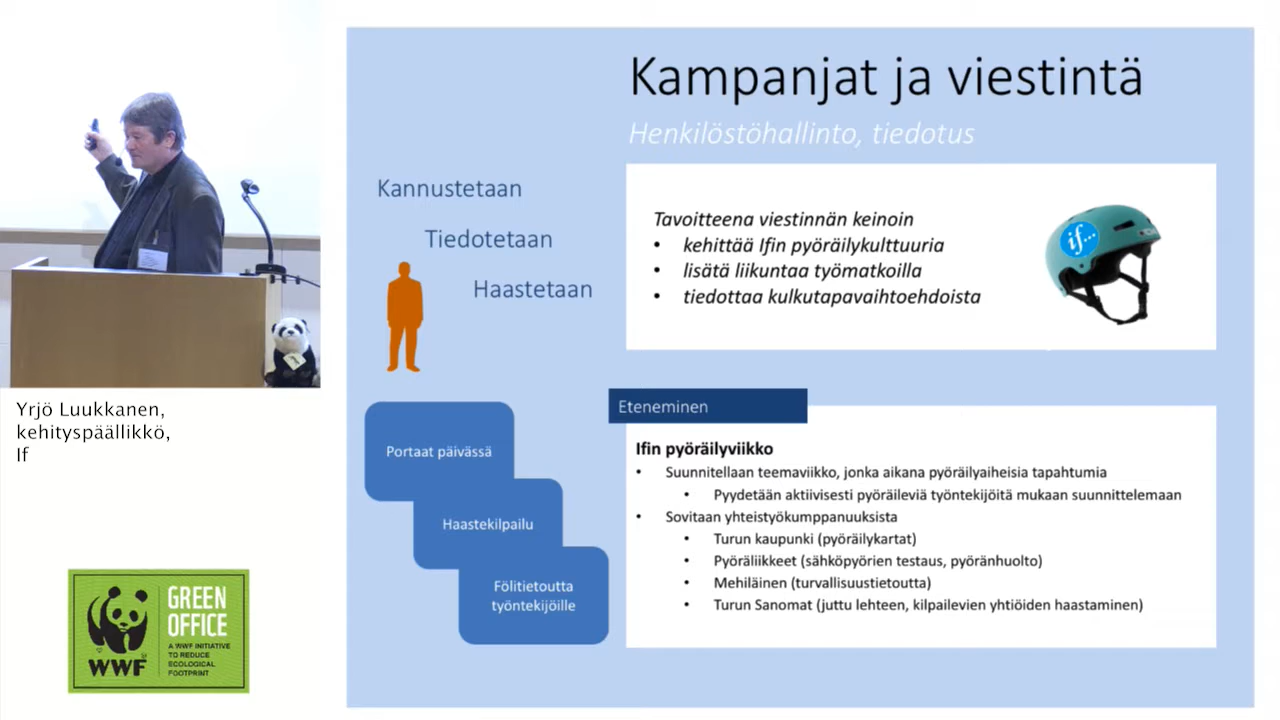 Kampanjat ja viestintä
Henkilöstöhallinto, tiedotus
Kannustetaan
Tiedotetaan
Haastetaan
Tavoitteena viestinnän keinoin
• kehittää Ifin pyöräilykulttuuria
• lisätä liikuntaa työmatkoilla
• tiedottaa kulkutapavaihtoehdoista
if...
Portaat päivässä
Haastekilpailu
Fölitietoutta
työntekijöille
Eteneminen
Ifin pyöräilyviikko
• Suunnitellaan teemaviikko, jonka aikana pyöräilyaiheisia tapahtumia
• Pyydetään aktiivisesti pyöräileviä työntekijöitä mukaan suunnittelemaan
• Sovitaan yhteistyökumppanuuksista
• Turun kaupunki (pyöräilykartat)
• Pyöräliikkeet (sähköpyörien testaus, pyöränhuolto)
• Mehiläinen (turvallisuustietoutta)
• Turun Sanomat (juttu lehteen, kilpailevien yhtiöiden haastaminen)
Yrjö Luukkanen,
kehityspäällikkö,
If
WWF
GREEN
OFFICE
A WWF INITIATIVE
TO REDUCE
ECOLOGICAL
FOOTPRINT